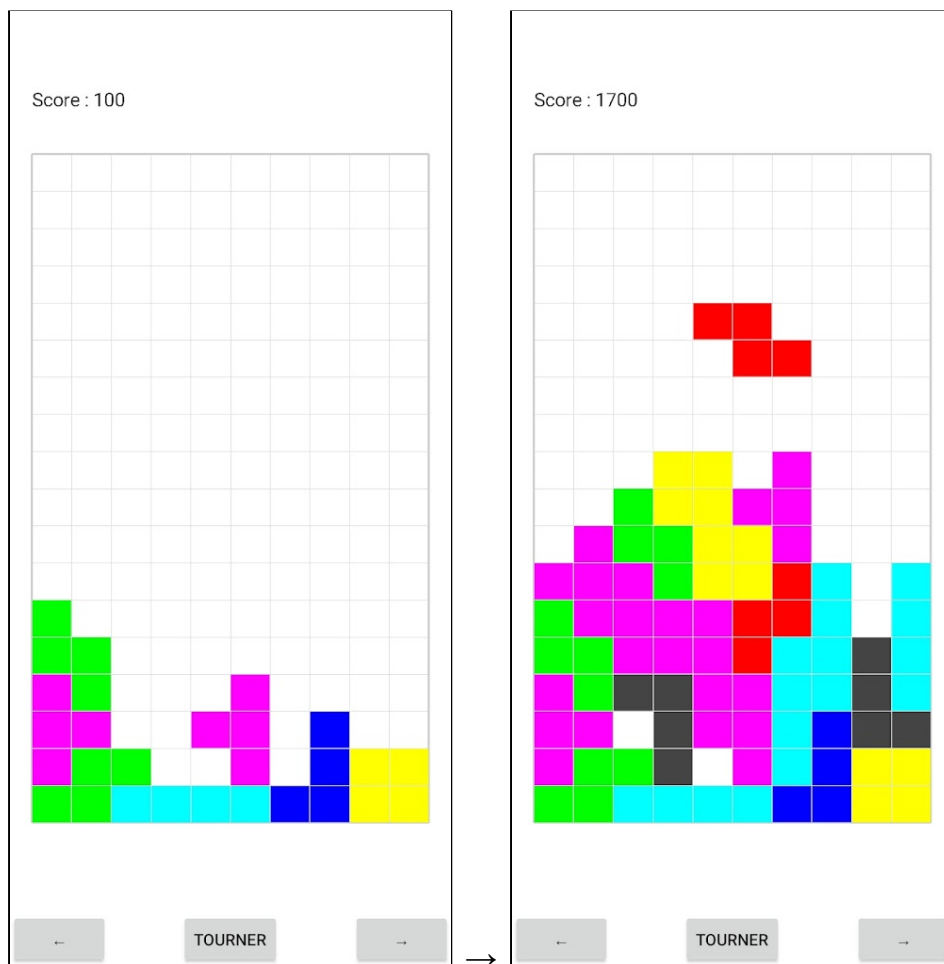 Score : 100
← TOURNER →
→
Score : 1700
← TOURNER →